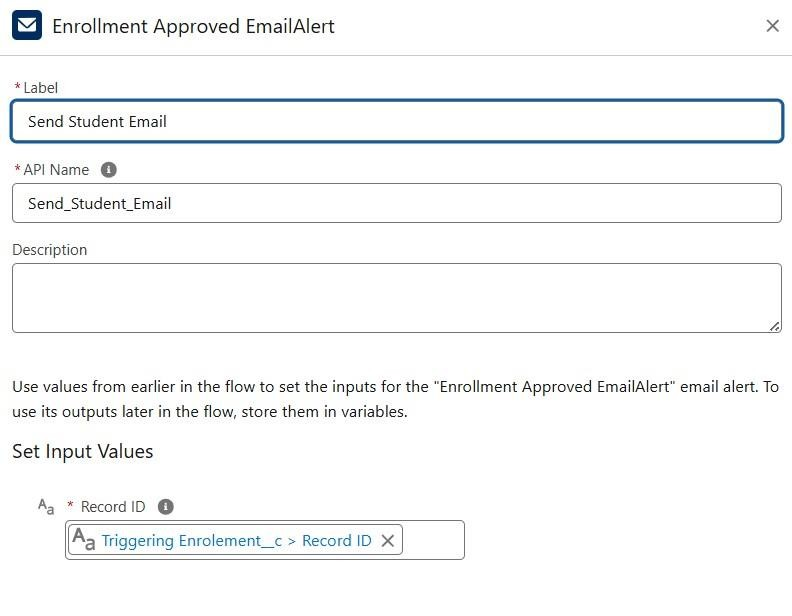 Enrollment Approved EmailAlert
* Label
Send Student Email
* API Name
Send_Student_Email
Description
Use values from earlier in the flow to set the inputs for the "Enrollment Approved EmailAlert" email alert. To
use its outputs later in the flow, store them in variables.
Set Input Values
Aa * Record ID
Aa Triggering Enrolement__c > Record ID